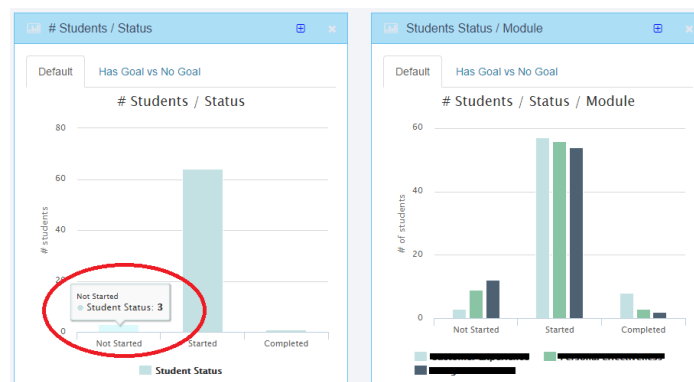 # Students / Status
Students Status / Module
Default Has Goal vs No Goal
Default Has Goal vs No Goal
# Students / Status
# Students / Status / Module
80
60
40
20
0
# students
Not Started
Student Status: 3
Not Started Started Completed
Student Status
60
40
20
0
# of students
Not Started Started Completed